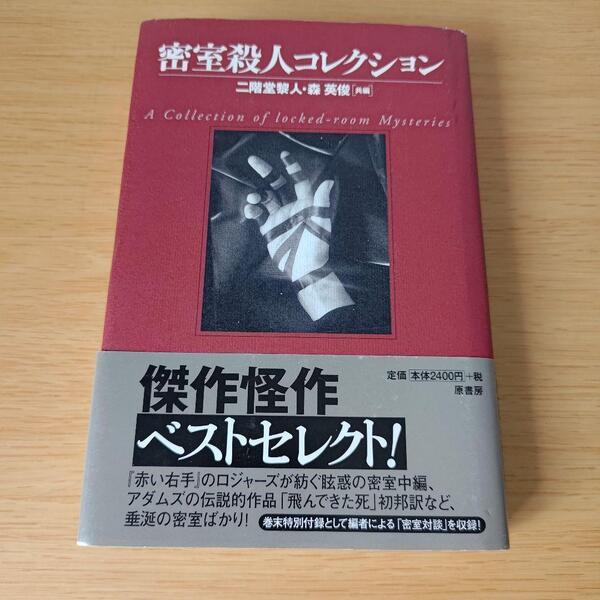 密室殺人コレクション
二階堂黎人・森 英俊[共編]
A Collection of locked-room Mysteries
傑作怪作
ベストセレクト!
定価 本体2400円+税
原書房
『赤い右手』のロジャーズが紡ぐ眩惑の密室中編、
アダムズの伝説的作品「飛んできた死」初邦訳など、
垂涎の密室ばかり!
巻末特別付録として編者による「密室対談」を収録!